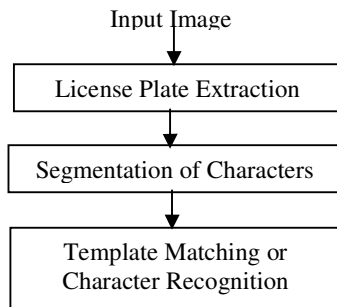 Input Image
License Plate Extraction
Segmentation of Characters
Template Matching or
Character Recognition